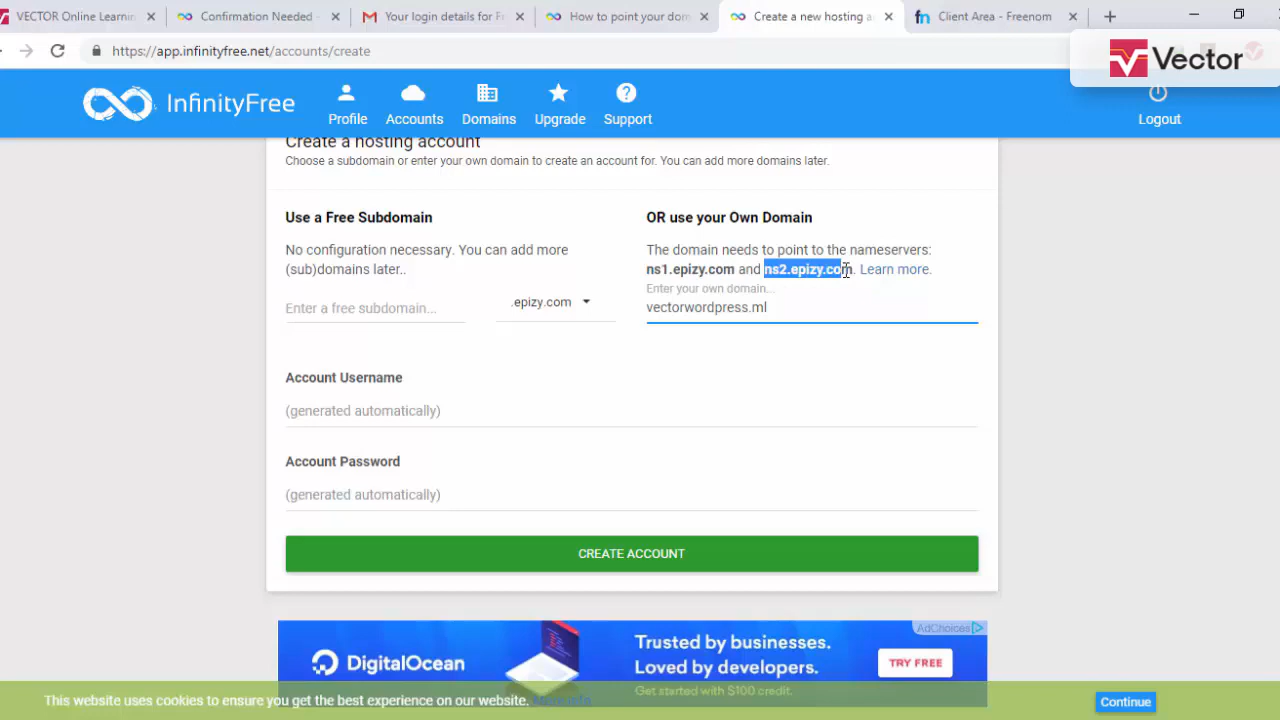 VECTOR Online Learnin
Confirmation Needed -
Your login details for F
How to point your dom
Create a new hosting a
Client Area - Freenom
https://app.infinityfree.net/accounts/create
Vector
InfinityFree
Profile
Accounts
Domains
Upgrade
Support
Logout
Create a hosting account
Choose a subdomain or enter your own domain to create an account for. You can add more domains later.
Use a Free Subdomain
No configuration necessary. You can add more
(sub)domains later..
Enter a free subdomain...
.epizy.com
OR use your Own Domain
The domain needs to point to the nameservers:
ns1.epizy.com and ns2.epizy.com. Learn more.
Enter your own domain...
vectorwordpress.ml
Account Username
(generated automatically)
Account Password
(generated automatically)
CREATE ACCOUNT
AdChoices
DigitalOcean
Trusted by businesses.
Loved by developers.
Get started with $100 credit.
TRY FREE
This website uses cookies to ensure you get the best experience on our website. More info
Continue